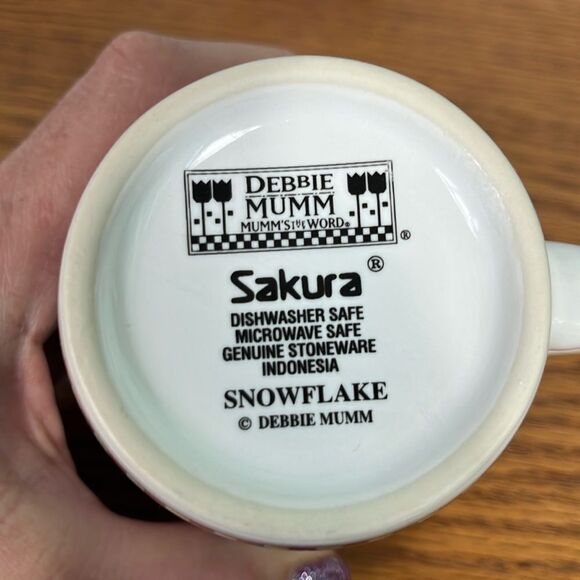 DEBBIE
MUMM
MUMM'S THE WORD®
®
Sakura®
DISHWASHER SAFE
MICROWAVE SAFE
GENUINE STONEWARE
INDONESIA
SNOWFLAKE
© DEBBIE MUMM